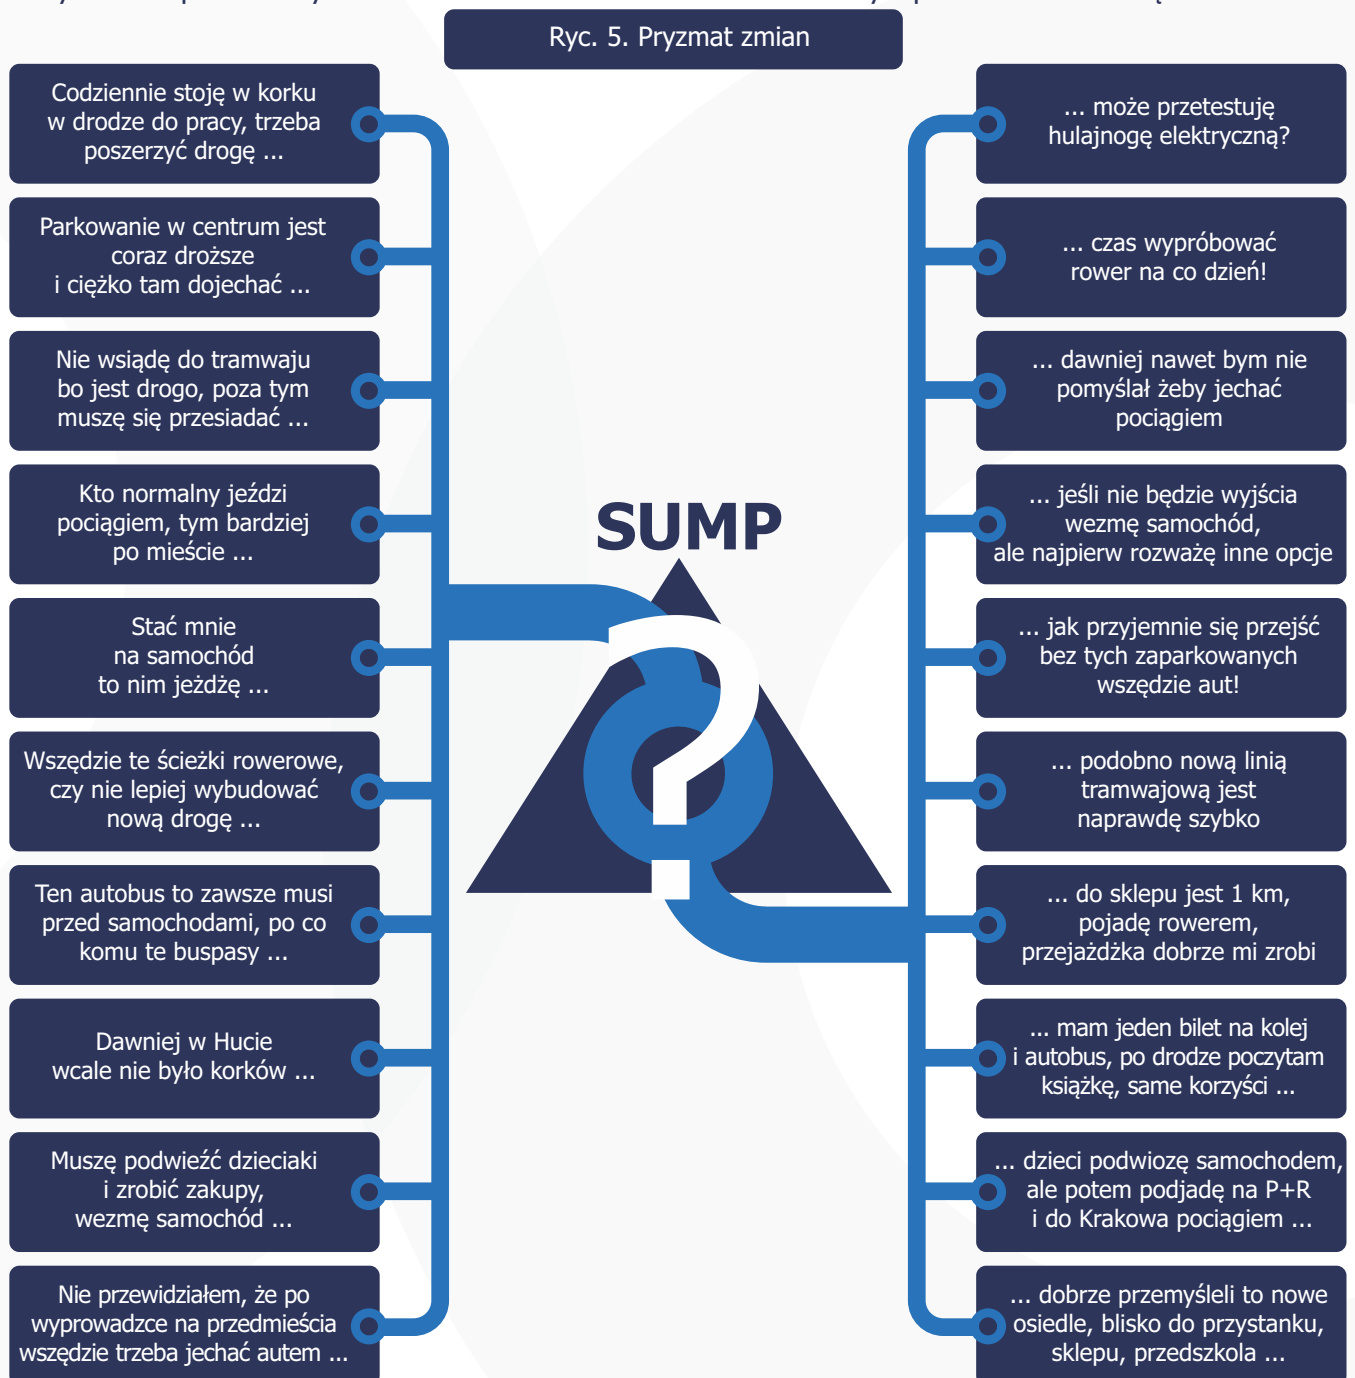 Ryc. 5. Pryzmat zmian
Codziennie stoję w korku
w drodze do pracy, trzeba
poszerzyć drogę ...
Parkowanie w centrum jest
coraz droższe
i ciężko tam dojechać ...
Nie wsiądę do tramwaju
bo jest drogo, poza tym
muszę się przesiadać ...
Kto normalny jeździ
pociągiem, tym bardziej
po mieście ...
Stać mnie
na samochód
to nim jeżdżę ...
Wszędzie te ścieżki rowerowe,
czy nie lepiej wybudować
nową drogę ...
Ten autobus to zawsze musi
przed samochodami, po co
komu te buspasy ...
Dawniej w Hucie
wcale nie było korków ...
Muszę podwieźć dzieciaki
i zrobić zakupy,
wezmę samochód ...
Nie przewidziałem, że po
wyprowadzce na przedmieścia
wszędzie trzeba jechać autem ...
SUMP
?
... może przetestuję
hulajnogę elektryczną?
... czas wypróbować
rower na co dzień!
... dawniej nawet bym nie
pomyślał żeby jechać
pociągiem
... jeśli nie będzie wyjścia
wezmę samochód,
ale najpierw rozważę inne opcje
... jak przyjemnie się przejść
bez tych zaparkowanych
wszędzie aut!
... podobno nową linią
tramwajową jest
naprawdę szybko
... do sklepu jest 1 km,
pojadę rowerem,
przejażdżka dobrze mi zrobi
... mam jeden bilet na kolej
i autobus, po drodze poczytam
książkę, same korzyści ...
... dzieci podwiozę samochodem,
ale potem podjadę na P+R
i do Krakowa pociągiem ...
... dobrze przemyśleli to nowe
osiedle, blisko do przystanku,
sklepu, przedszkola ...